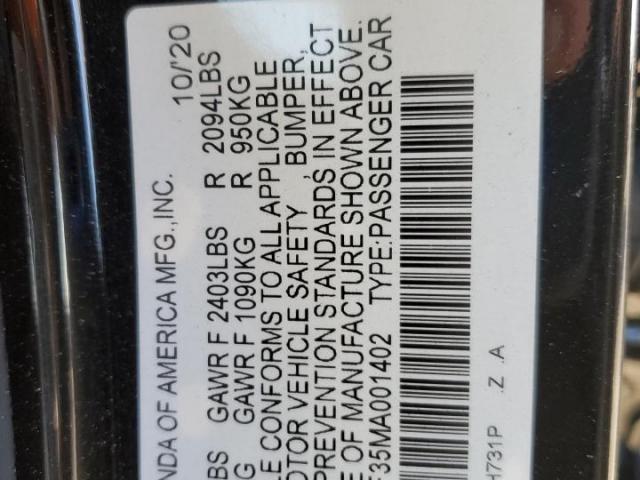 NDA OF AMERICA MFG.,INC. 10/'20
BS GAWR F 2403LBS R 2094LBS
G GAWR F 1090KG R 950KG
LE CONFORMS TO ALL APPLICABLE
OTOR VEHICLE SAFETY, BUMPER,
PREVENTION STANDARDS, IN EFFECT
E OF MANUFACTURE SHOWN ABOVE.
F35MA001402 TYPE:PASSENGER CAR
H731P .Z .A